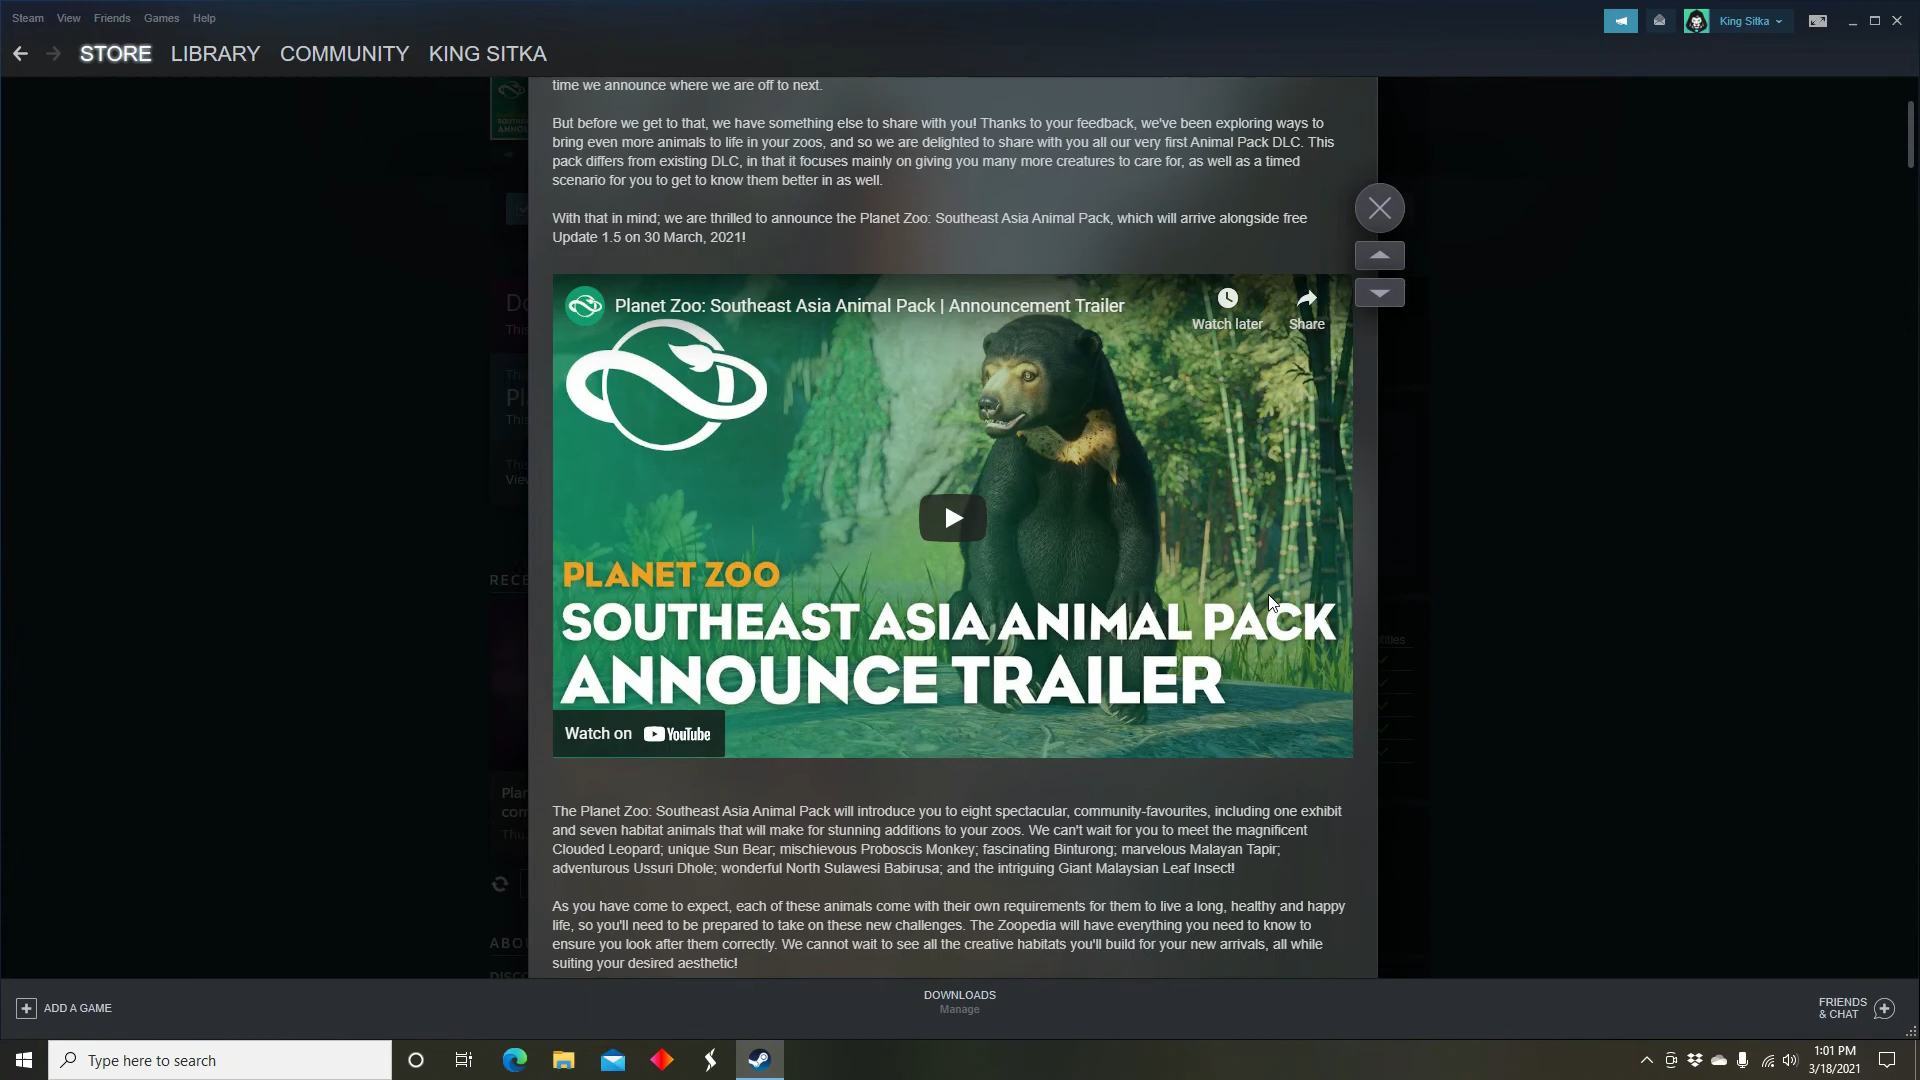 Steam View Friends Games Help
King Sitka
STORE LIBRARY COMMUNITY KING SITKA
time we announce where we are off to next.
But before we get to that, we have something else to share with you! Thanks to your feedback, we've been exploring ways to
bring even more animals to life in your zoos, and so we are delighted to share with you all our very first Animal Pack DLC. This
pack differs from existing DLC, in that it focuses mainly on giving you many more creatures to care for, as well as a timed
scenario for you to get to know them better in as well.
With that in mind; we are thrilled to announce the Planet Zoo: Southeast Asia Animal Pack, which will arrive alongside free
Update 1.5 on 30 March, 2021!
Planet Zoo: Southeast Asia Animal Pack | Announcement Trailer
Watch later Share
PLANET ZOO
SOUTHEAST ASIA ANIMAL PACK
ANNOUNCE TRAILER
Watch on YouTube
The Planet Zoo: Southeast Asia Animal Pack will introduce you to eight spectacular, community-favourites, including one exhibit
and seven habitat animals that will make for stunning additions to your zoos. We can't wait for you to meet the magnificent
Clouded Leopard; unique Sun Bear; mischievous Proboscis Monkey; fascinating Binturong; marvelous Malayan Tapir;
adventurous Ussuri Dhole; wonderful North Sulawesi Babirusa; and the intriguing Giant Malaysian Leaf Insect!
As you have come to expect, each of these animals come with their own requirements for them to live a long, healthy and happy
life, so you'll need to be prepared to take on these new challenges. The Zoopedia will have everything you need to know to
ensure you look after them correctly. We cannot wait to see all the creative habitats you'll build for your new arrivals, all while
suiting your desired aesthetic!
ADD A GAME
DOWNLOADS
Manage
FRIENDS
& CHAT
Type here to search
1:01 PM
3/18/2021